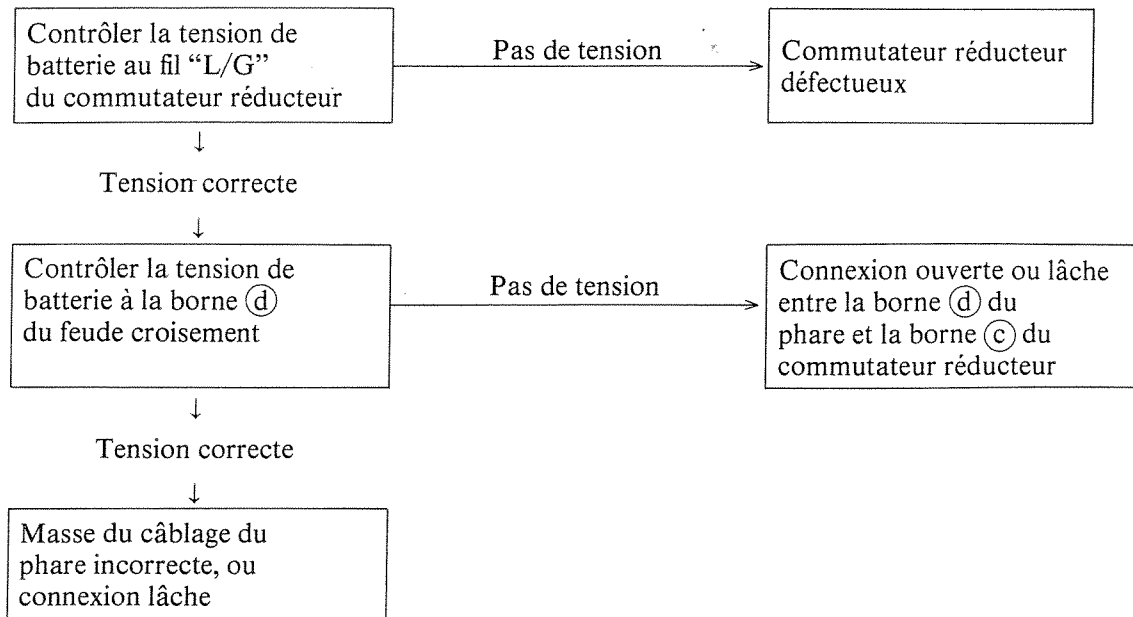 Contrôler la tension de
batterie au fil “L/G”
du commutateur réducteur
Pas de tension
Commutateur réducteur
défectueux
Tension correcte
Contrôler la tension de
batterie à la borne ⓓ
du feude croisement
Pas de tension
Connexion ouverte ou lâche
entre la borne ⓓ du
phare et la borne ⓒ du
commutateur réducteur
Tension correcte
Masse du câblage du
phare incorrecte, ou
connexion lâche